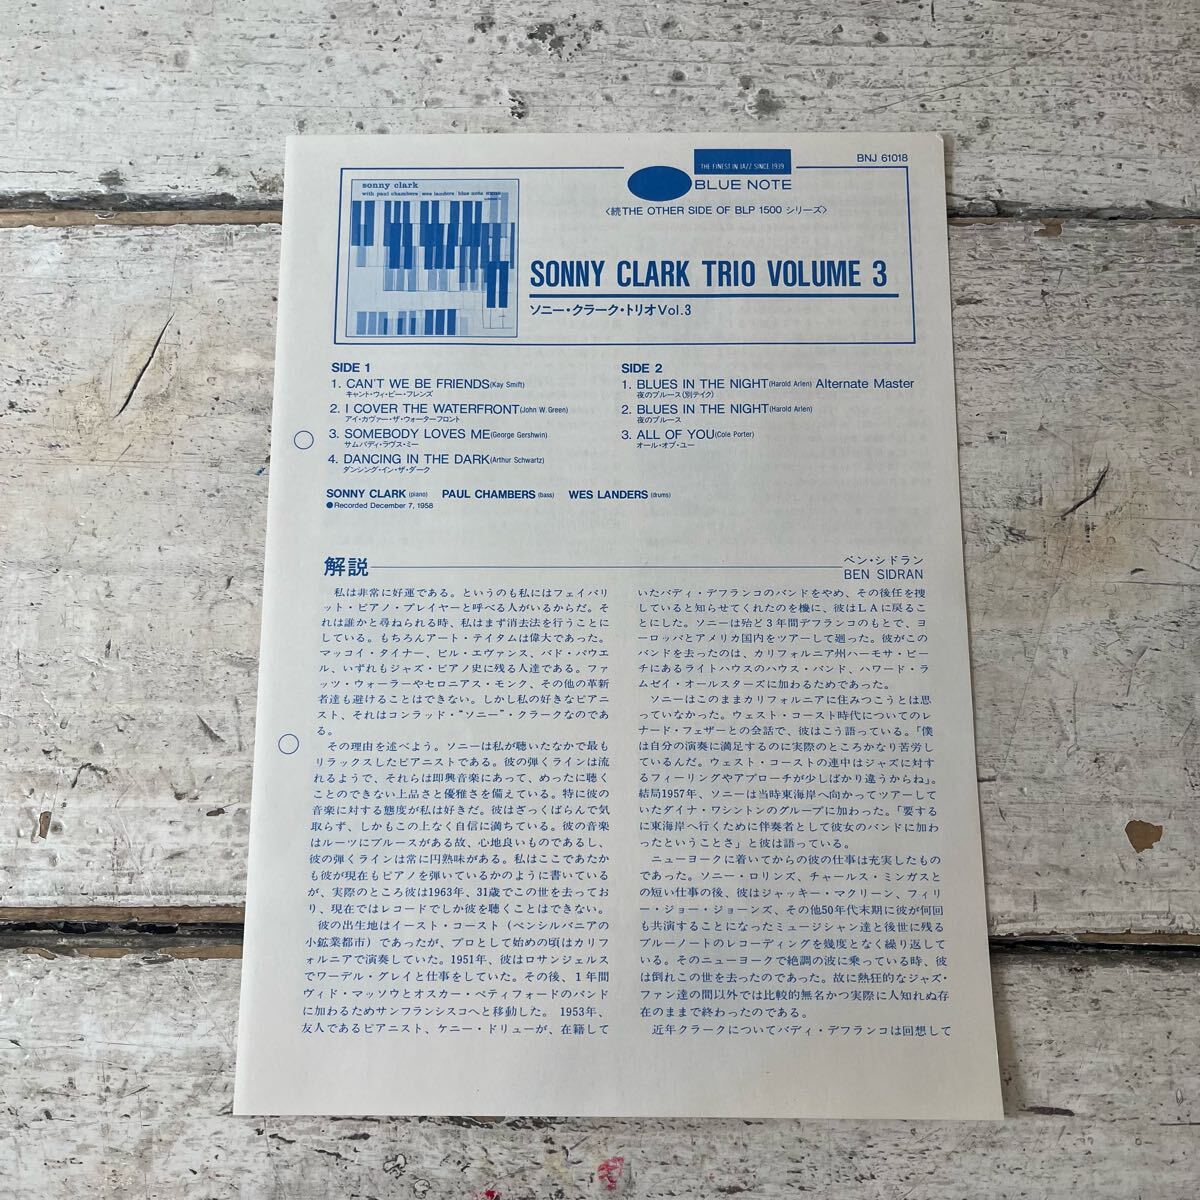 BNJ 61018
THE FINEST IN JAZZ SINCE 1939
BLUE NOTE
〈続THE OTHER SIDE OF BLP 1500 シリーズ〉
sonny clark
with paul chambers / wes landers / blue note
SONNY CLARK TRIO VOLUME 3
ソニー・クラーク・トリオVol.3
SIDE 1
1. CAN'T WE BE FRIENDS(Kay Smift)
キャント・ウィ・ビー・フレンズ
2. I COVER THE WATERFRONT(John W. Green)
アイ・カヴァー・ザ・ウォーターフロント
3. SOMEBODY LOVES ME(George Gershwin)
サムバディ・ラヴス・ミー
4. DANCING IN THE DARK(Arthur Schwartz)
ダンシング・イン・ザ・ダーク
SIDE 2
1. BLUES IN THE NIGHT(Harold Arlen) Alternate Master
夜のブルース(別テイク)
2. BLUES IN THE NIGHT(Harold Arlen)
夜のブルース
3. ALL OF YOU(Cole Porter)
オール・オブ・ユー
SONNY CLARK (piano) PAUL CHAMBERS (bass) WES LANDERS (drums)
●Recorded December 7, 1958
解説
ベン・シドラン
BEN SIDRAN
私は非常に好運である。というのも私にはフェイバリ
ット・ピアノ・プレイヤーと呼べる人がいるからだ。そ
れは誰かと尋ねられる時、私はまず消去法を行うことに
している。もちろんアート・テイタムは偉大であった。
マッコイ・タイナー、ビル・エヴァンス、バド・パウエ
ル、いずれもジャズ・ピアノ史に残る人達である。ファ
ッツ・ウォーラーやセロニアス・モンク、その他の革新
者達も避けることはできない。しかし私の好きなピアニ
スト、それはコンラッド・“ソニー”・クラークなのであ
る。
その理由を述べよう。ソニーは私が聴いたなかで最も
リラックスしたピアニストである。彼の弾くラインは流
れるようで、それらは即興音楽にあって、めったに聴く
ことのできない上品さと優雅さを備えている。特に彼の
音楽に対する態度が私は好きだ。彼はざっくばらんで気
取らず、しかもこの上なく自信に満ちている。彼の音楽
はルーツにブルースがある故、心地良いものであるし、
彼の弾くラインは常に円熟味がある。私はここであたか
も彼が現在もピアノを弾いているかのように書いている
が、実際のところ彼は1963年、31歳でこの世を去ってお
り、現在ではレコードでしか彼を聴くことはできない。
彼の出生地はイースト・コースト(ペンシルバニアの
小鉱業都市)であったが、プロとして始めの頃はカリフ
ォルニアで演奏していた。1951年、彼はロサンジェルス
でワーデル・グレイと仕事をしていた。その後、1年間
ヴィド・マッソウとオスカー・ペティフォードのバンド
に加わるためサンフランシスコへと移動した。1953年、
友人であるピアニスト、ケニー・ドリューが、在籍して
いたバディ・デフランコのバンドをやめ、その後任を捜
していると知らせてくれたのを機に、彼はLAに戻るこ
とにした。ソニーは殆ど3年間デフランコのもとで、ヨ
ーロッパとアメリカ国内をツアーして廻った。彼がこの
バンドを去ったのは、カリフォルニア州ハーモサ・ビー
チにあるライトハウスのハウス・バンド、ハワード・ラ
ムゼイ・オールスターズに加わるためであった。
ソニーはこのままカリフォルニアに住みつこうとは思
っていなかった。ウェスト・コースト時代についてのレ
ナード・フェザーとの会話で、彼はこう語っている。「僕
は自分の演奏に満足するのに実際のところかなり苦労し
ているんだ。ウェスト・コーストの連中はジャズに対す
るフィーリングやアプローチが少しばかり違うからね」。
結局1957年、ソニーは当時東海岸へ向かってツアーして
いたダイナ・ワシントンのグループに加わった。「要する
に東海岸へ行くために伴奏者として彼女のバンドに加わ
ったということさ」と彼は語っている。
ニューヨークに着いてからの彼の仕事は充実したもの
であった。ソニー・ロリンズ、チャールス・ミンガスと
の短い仕事の後、彼はジャッキー・マクリーン、フィリ
ー・ジョー・ジョーンズ、その他50年代末期に彼が何回
も共演することになったミュージシャン達と後世に残る
ブルーノートのレコーディングを幾度となく繰り返して
いる。そのニューヨークで絶調の波に乗っている時、彼
は倒れこの世を去ったのであった。故に熱狂的なジャズ・
ファン達の間以外では比較的無名かつ実際に人知れぬ存
在のままで終わったのである。
近年クラークについてバディ・デフランコは回想して